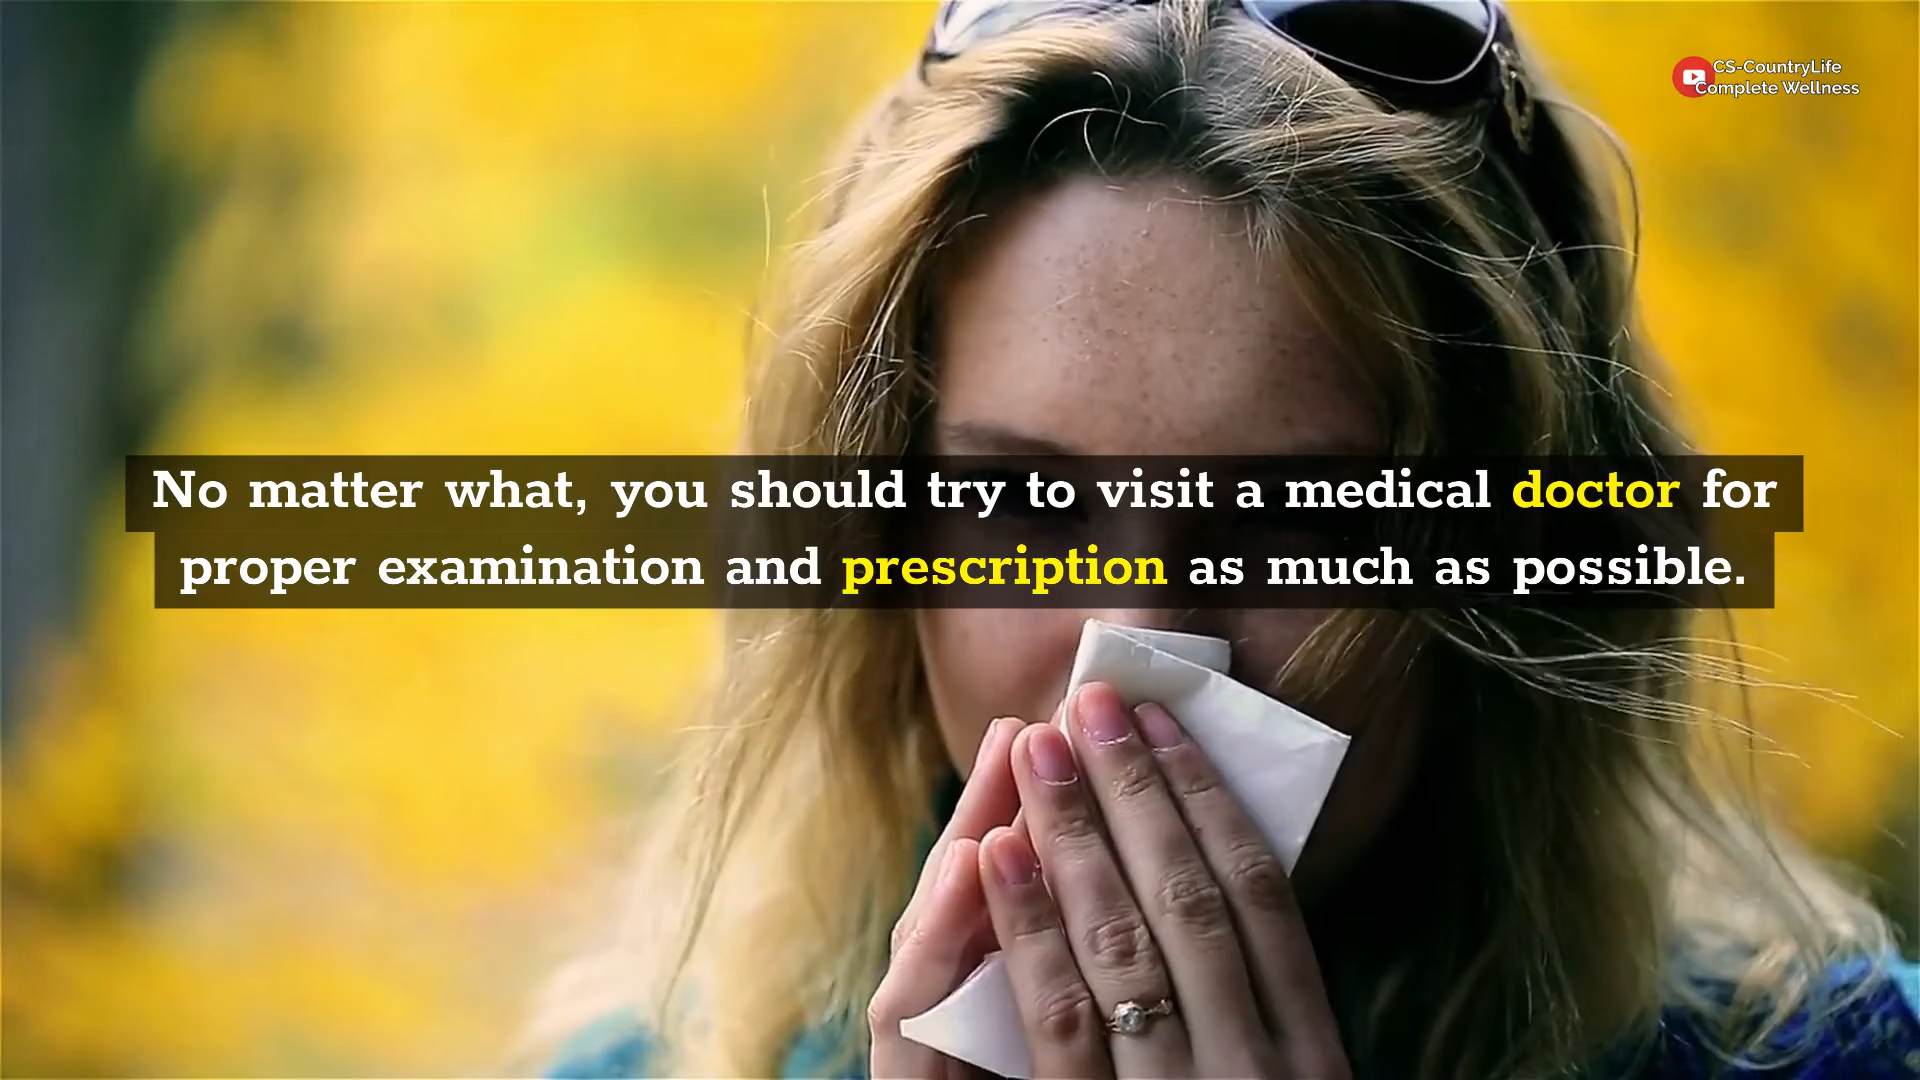 CS-CountryLife
Complete Wellness
No matter what, you should try to visit a medical doctor for
proper examination and prescription as much as possible.